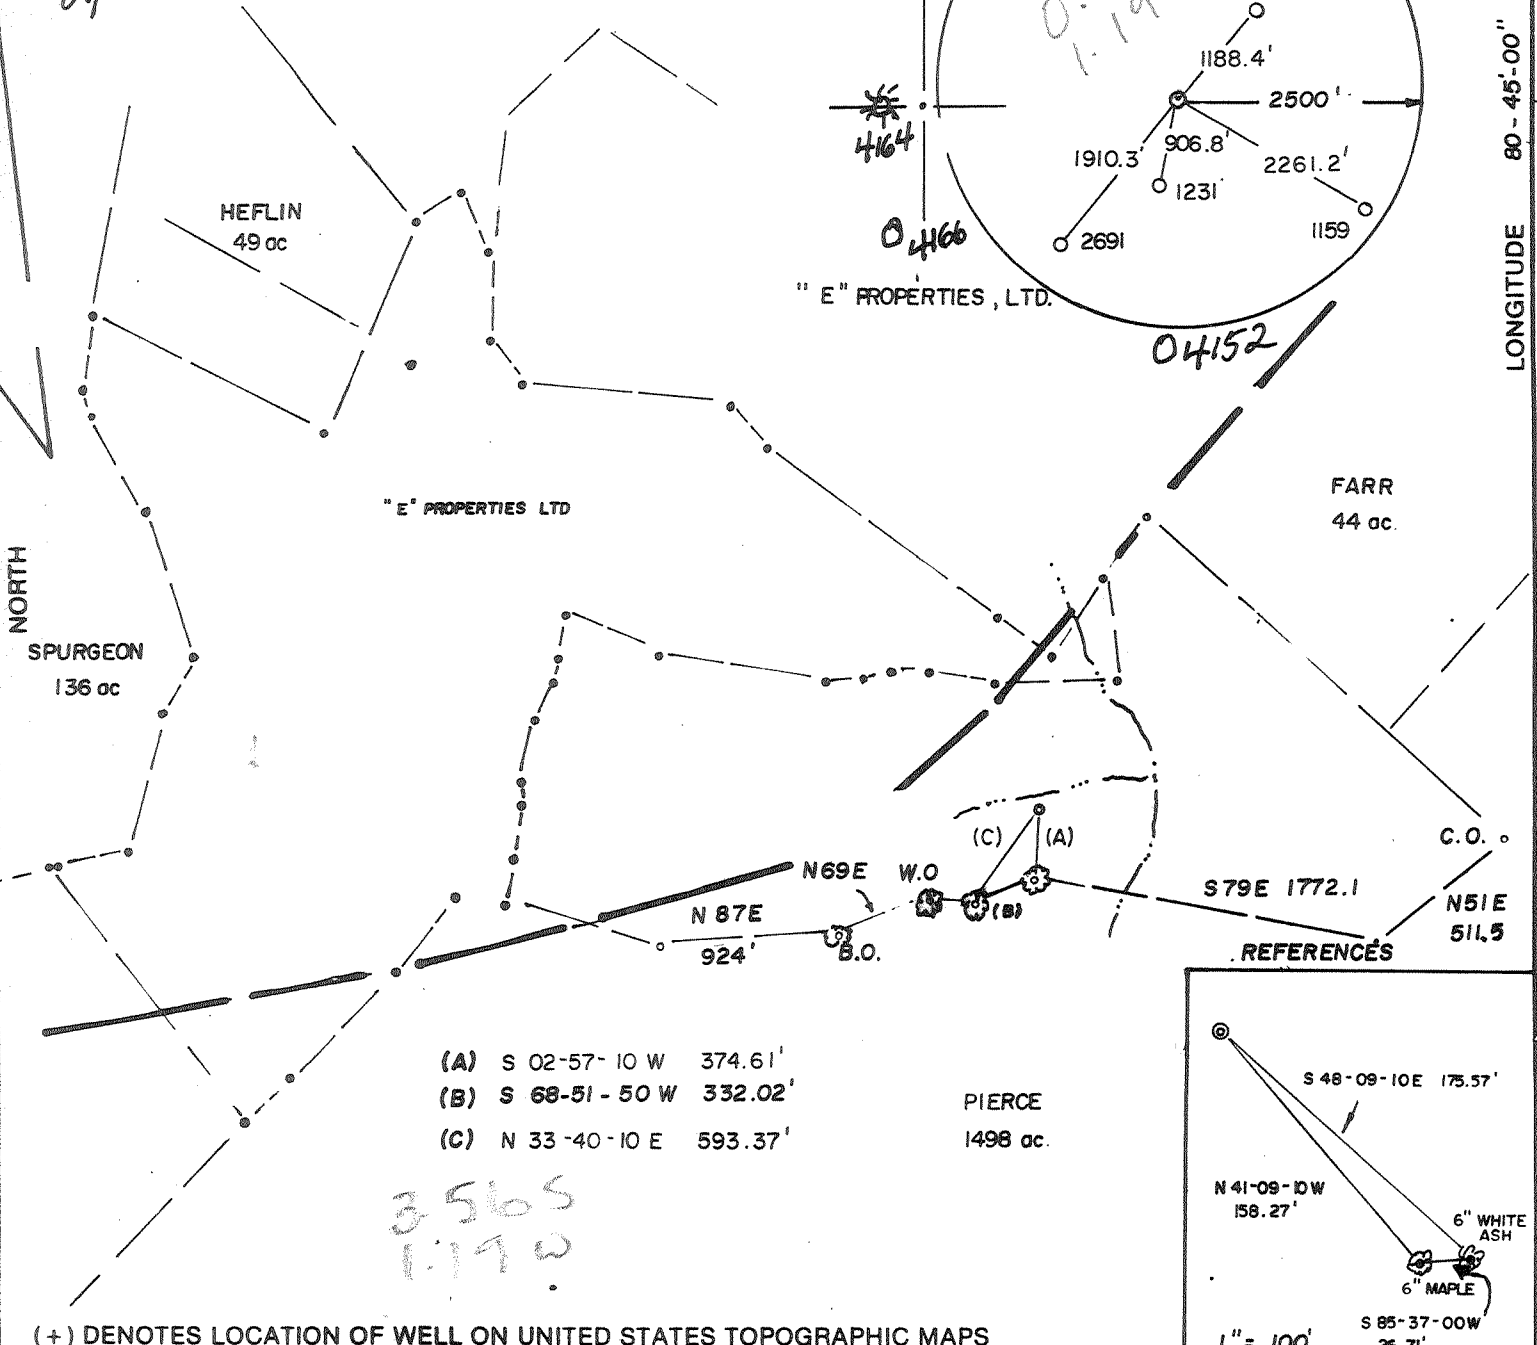 1188.4'
2500'
4164
1910.3'
906.8'
2261.2'
1231
1159
2691
4166
"E" PROPERTIES, LTD.
O 4152
LONGITUDE 80-45'-00"
HEFLIN
49 ac
"E" PROPERTIES LTD
FARR
44 ac.
NORTH
SPURGEON
136 ac
(C) (A)
C.O.
N69E W.O
(B)
S79E 1772.1
N51E
511.5
N 87E
924'
B.O.
REFERENCES
(A) S 02-57-10 W 374.61'
(B) S 68-51-50 W 332.02'
(C) N 33-40-10 E 593.37'
PIERCE
1498 ac.
S 48-09-10E 175.57'
N 41-09-10W
158.27'
6" WHITE
ASH
6" MAPLE
S 85-37-00W
1"= 100'
(+) DENOTES LOCATION OF WELL ON UNITED STATES TOPOGRAPHIC MAPS